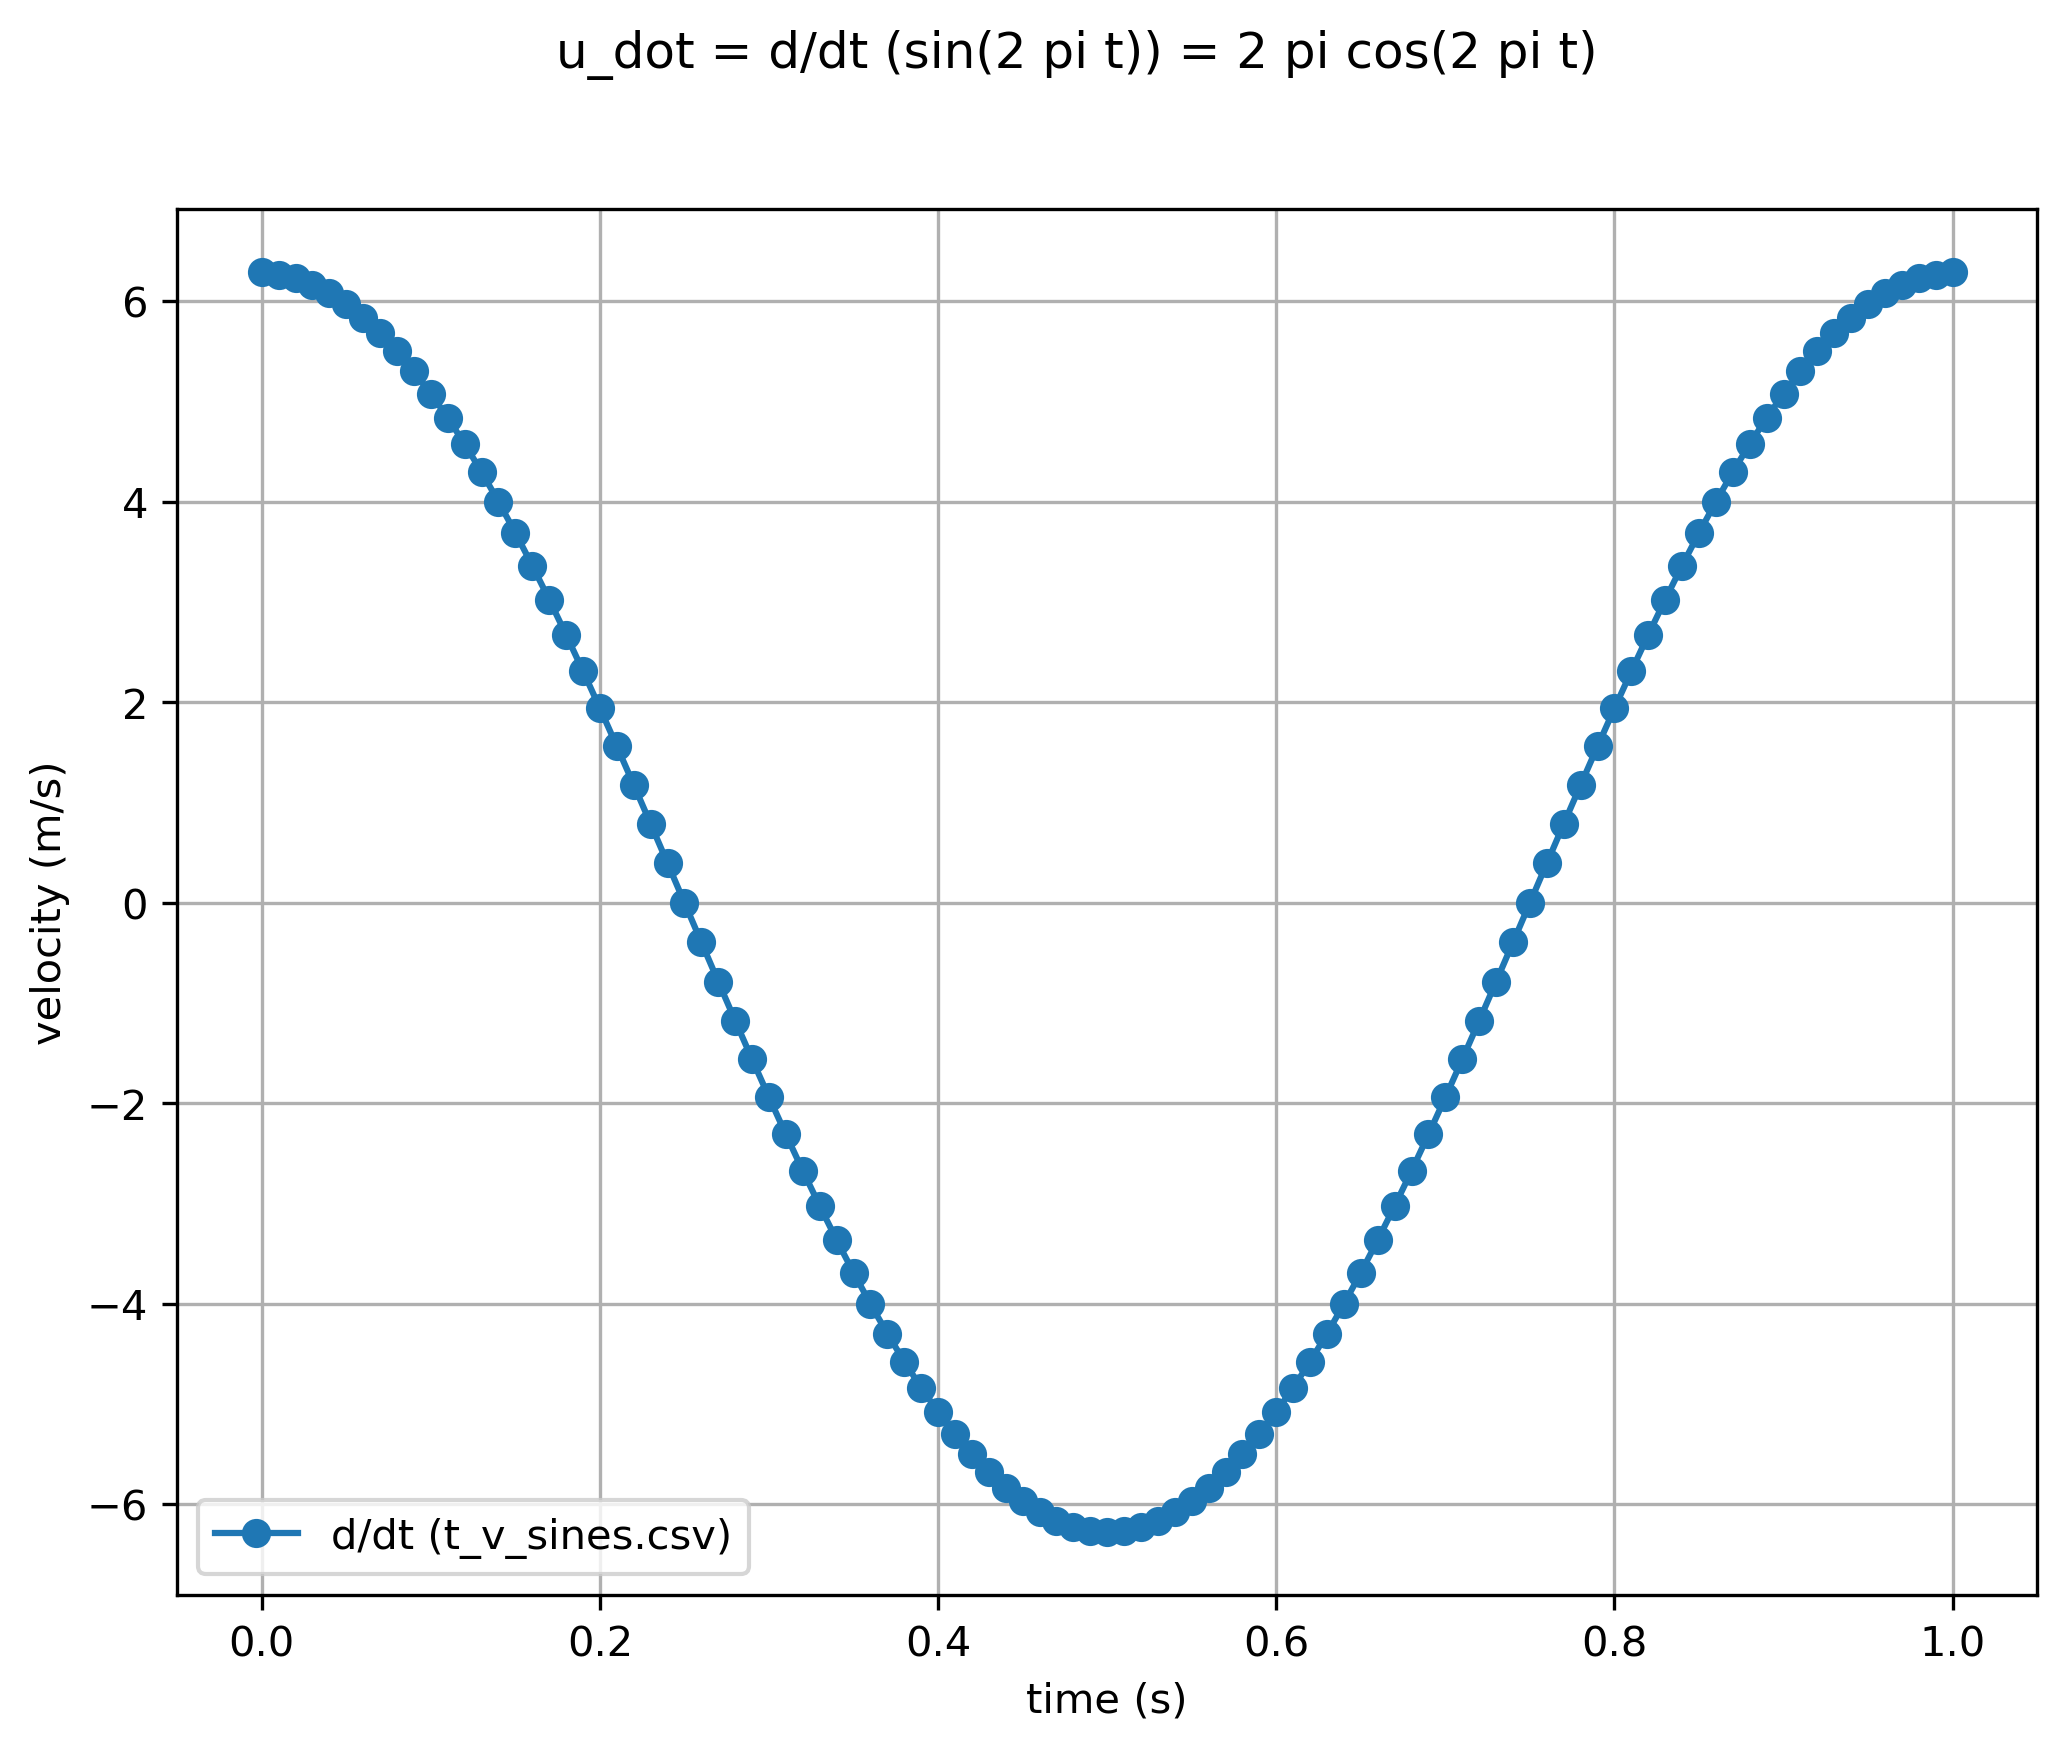 u_dot = d/dt (sin(2 pi t)) = 2 pi cos(2 pi t)
velocity (m/s)
6
4
2
0
−2
−4
−6
d/dt (t_v_sines.csv)
0.0 0.2 0.4 0.6 0.8 1.0
time (s)